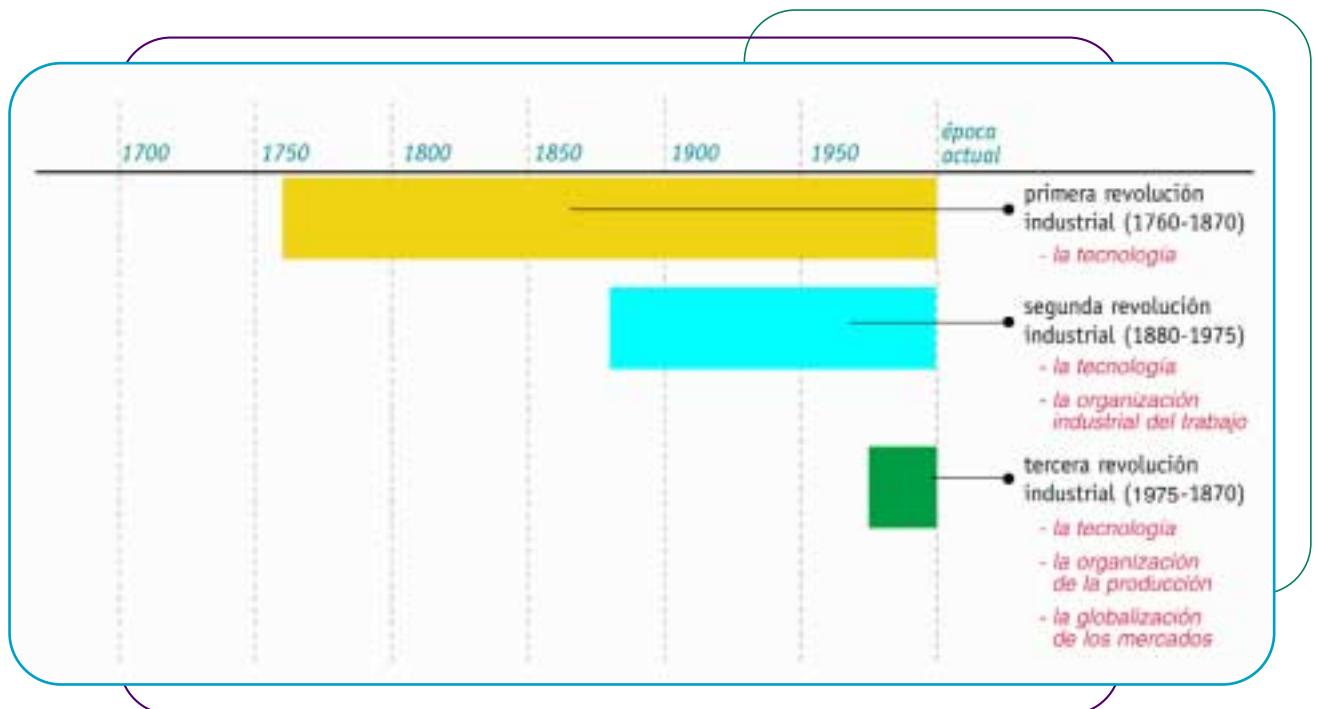 1700 1750 1800 1850 1900 1950 época
actual
primera revolución
industrial (1760-1870)
- la tecnología
segunda revolución
industrial (1880-1975)
- la tecnología
- la organización
industrial del trabajo
tercera revolución
industrial (1975-1870)
- la tecnología
- la organización
de la producción
- la globalización
de los mercados